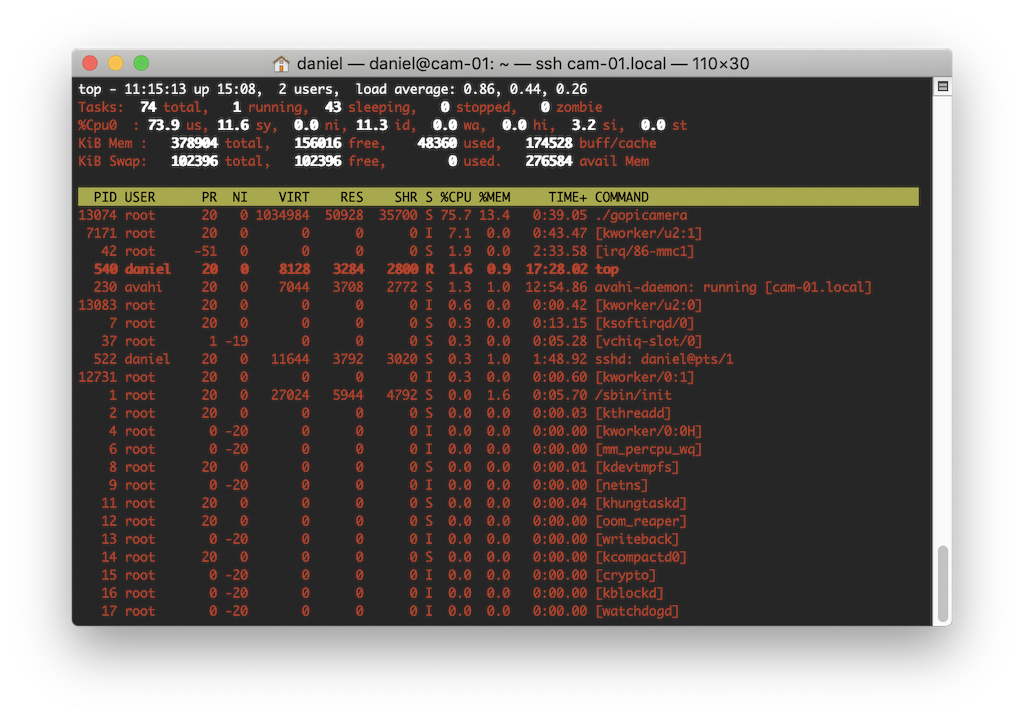 daniel — daniel@cam-01: ~ — ssh cam-01.local — 110×30
top - 11:15:13 up 15:08,  2 users,  load average: 0.86, 0.44, 0.26
Tasks:  74 total,   1 running,  43 sleeping,   0 stopped,   0 zombie
%Cpu0  : 73.9 us, 11.6 sy,  0.0 ni, 11.3 id,  0.0 wa,  0.0 hi,  3.2 si,  0.0 st
KiB Mem :   378904 total,   156016 free,    48360 used,   174528 buff/cache
KiB Swap:   102396 total,   102396 free,        0 used.   276584 avail Mem
  PID USER      PR  NI    VIRT    RES    SHR S %CPU %MEM     TIME+ COMMAND
13074 root      20   0 1034984  50928  35700 S 75.7 13.4   0:39.05 ./gopicamera
 7171 root      20   0       0      0      0 I  7.1  0.0   0:43.47 [kworker/u2:1]
   42 root     -51   0       0      0      0 S  1.9  0.0   2:33.58 [irq/86-mmc1]
  540 daniel    20   0    8128   3284   2800 R  1.6  0.9  17:28.02 top
  230 avahi     20   0    7044   3708   2772 S  1.3  1.0  12:54.86 avahi-daemon: running [cam-01.local]
13083 root      20   0       0      0      0 I  0.6  0.0   0:00.42 [kworker/u2:0]
    7 root      20   0       0      0      0 S  0.3  0.0   0:13.15 [ksoftirqd/0]
   37 root       1 -19       0      0      0 S  0.3  0.0   0:05.28 [vchiq-slot/0]
  522 daniel    20   0   11644   3792   3020 S  0.3  1.0   1:48.92 sshd: daniel@pts/1
12731 root      20   0       0      0      0 I  0.3  0.0   0:00.60 [kworker/0:1]
    1 root      20   0   27024   5944   4792 S  0.0  1.6   0:05.70 /sbin/init
    2 root      20   0       0      0      0 S  0.0  0.0   0:00.03 [kthreadd]
    4 root       0 -20       0      0      0 I  0.0  0.0   0:00.00 [kworker/0:0H]
    6 root       0 -20       0      0      0 I  0.0  0.0   0:00.00 [mm_percpu_wq]
    8 root      20   0       0      0      0 S  0.0  0.0   0:00.01 [kdevtmpfs]
    9 root       0 -20       0      0      0 I  0.0  0.0   0:00.00 [netns]
   11 root      20   0       0      0      0 S  0.0  0.0   0:00.04 [khungtaskd]
   12 root      20   0       0      0      0 S  0.0  0.0   0:00.00 [oom_reaper]
   13 root       0 -20       0      0      0 I  0.0  0.0   0:00.00 [writeback]
   14 root      20   0       0      0      0 S  0.0  0.0   0:00.00 [kcompactd0]
   15 root       0 -20       0      0      0 I  0.0  0.0   0:00.00 [crypto]
   16 root       0 -20       0      0      0 I  0.0  0.0   0:00.00 [kblockd]
   17 root       0 -20       0      0      0 I  0.0  0.0   0:00.00 [watchdogd]